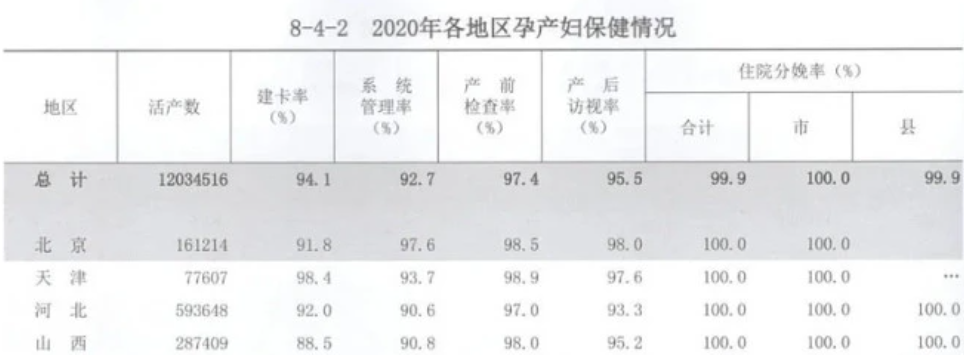 8-4-2 2020年各地区孕产妇保健情况
地区 活产数 建卡率(%) 系统管理率(%) 产前检查率(%) 产后访视率(%) 住院分娩率(%)
合计 市 县
总计 12034516 94.1 92.7 97.4 95.5 99.9 100.0 99.9
北京 161214 91.8 97.6 98.5 98.0 100.0 100.0
天津 77607 98.4 93.7 98.9 97.6 100.0 100.0 …
河北 593648 92.0 90.6 97.0 93.3 100.0 100.0 100.0
山西 287409 88.5 90.8 98.0 95.2 100.0 100.0 100.0